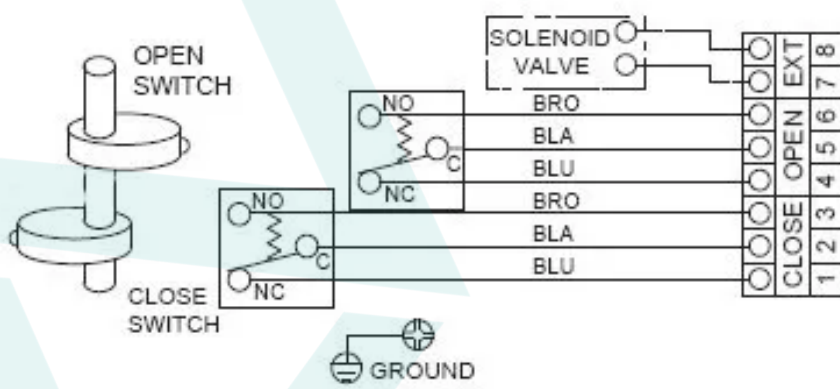 OPEN
SWITCH
CLOSE
SWITCH
SOLENOID
VALVE
NO
C
NC
NO
C
NC
BRO
BLA
BLU
BRO
BLA
BLU
EXT
OPEN
CLOSE
8
7
6
5
4
3
2
1
GROUND